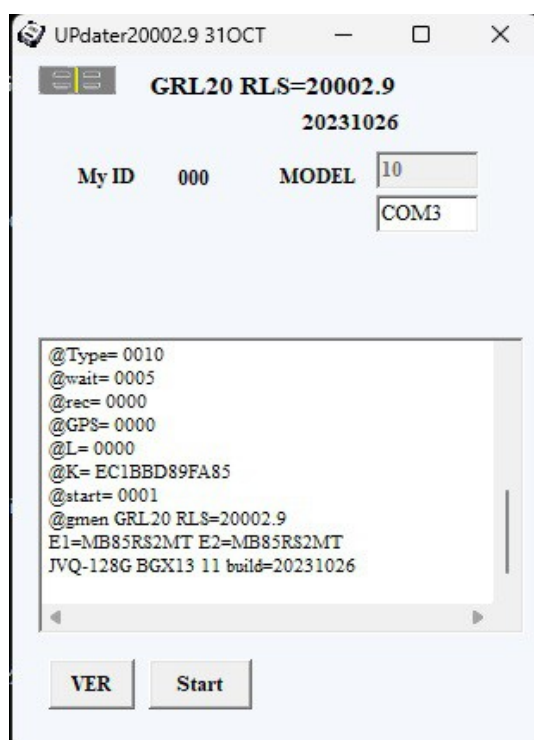 UPdater20002.9 31OCT
GRL20 RLS=20002.9
20231026
My ID 000 MODEL 10
COM3
@Type= 0010
@wait= 0005
@rec= 0000
@GPS= 0000
@L= 0000
@K= EC1BBD89FA85
@start= 0001
@gmen GRL20 RLS=20002.9
E1=MB85RS2MT E2=MB85RS2MT
JVQ-128G BGX13 11 build=20231026
VER Start